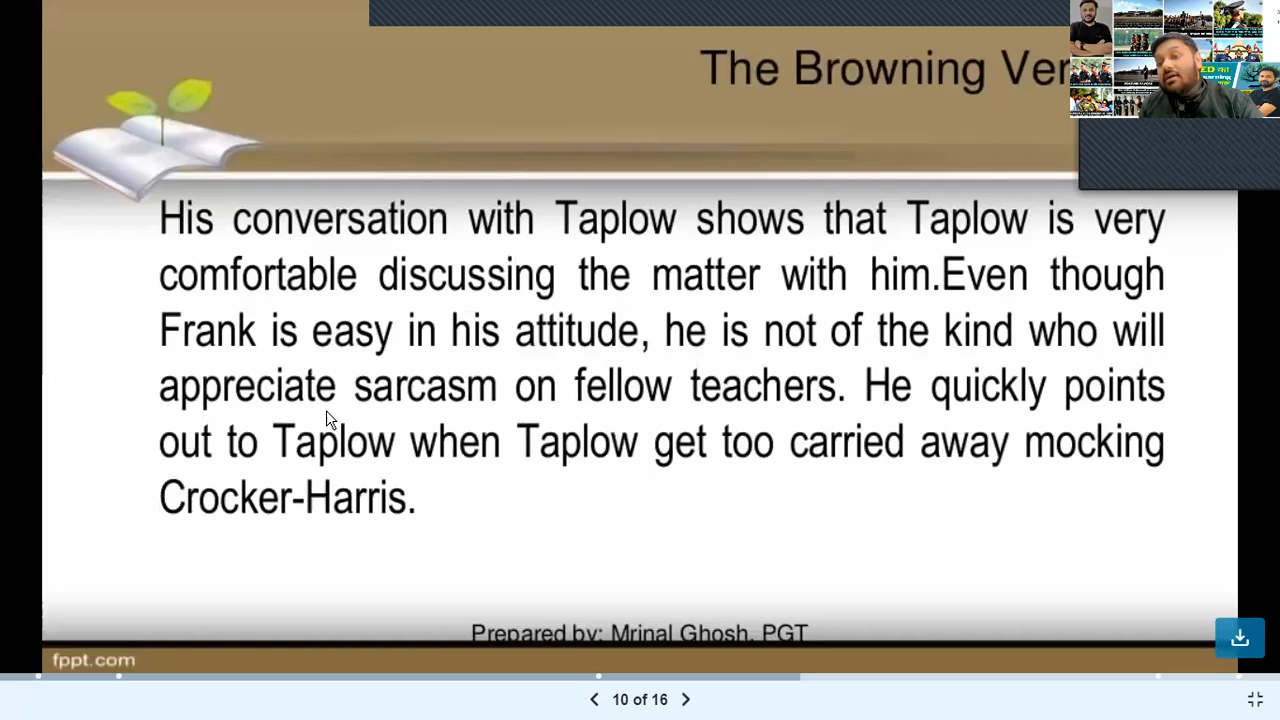 The Browning Ver
His conversation with Taplow shows that Taplow is very
comfortable discussing the matter with him.Even though
Frank is easy in his attitude, he is not of the kind who will
appreciate sarcasm on fellow teachers. He quickly points
out to Taplow when Taplow get too carried away mocking
Crocker-Harris.
Prepared by: Mrinal Ghosh, PGT
fppt.com
10 of 16